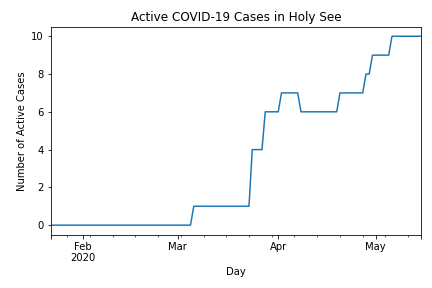 Active COVID-19 Cases in Holy See
Number of Active Cases
10
8
6
4
2
0
Feb
2020
Mar
Apr
May
Day